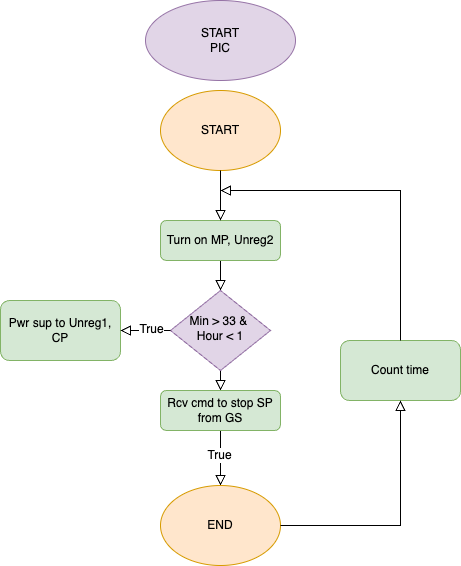 START
PIC
START
Turn on MP, Unreg2
Min > 33 &
Hour < 1
True
Pwr sup to Unreg1,
CP
Count time
Rcv cmd to stop SP
from GS
True
END